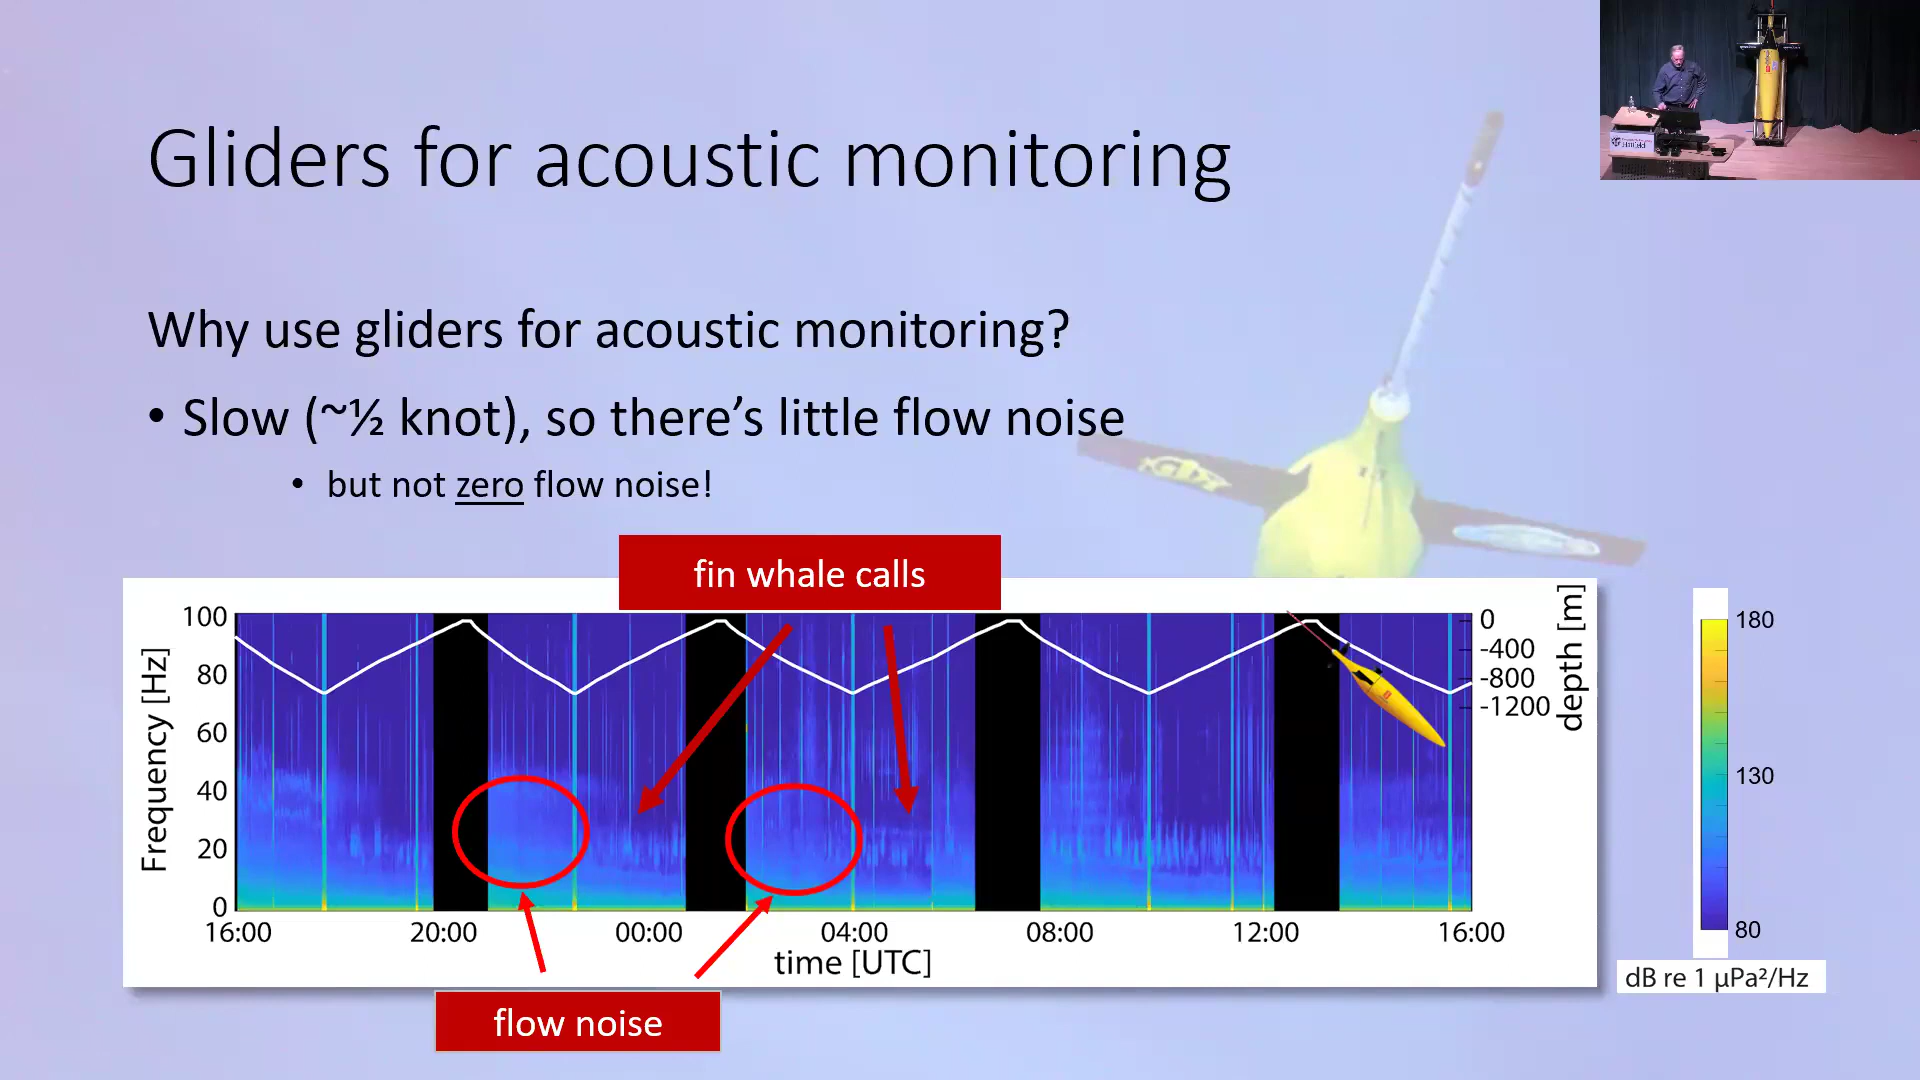 Gliders for acoustic monitoring
Why use gliders for acoustic monitoring?
• Slow (~½ knot), so there’s little flow noise
• but not zero flow noise!
fin whale calls
Frequency [Hz]
100
80
60
40
20
0
16:00 20:00 00:00 04:00 08:00 12:00 16:00
time [UTC]
0
-400
-800
-1200
depth [m]
flow noise
180
130
80
dB re 1 µPa²/Hz